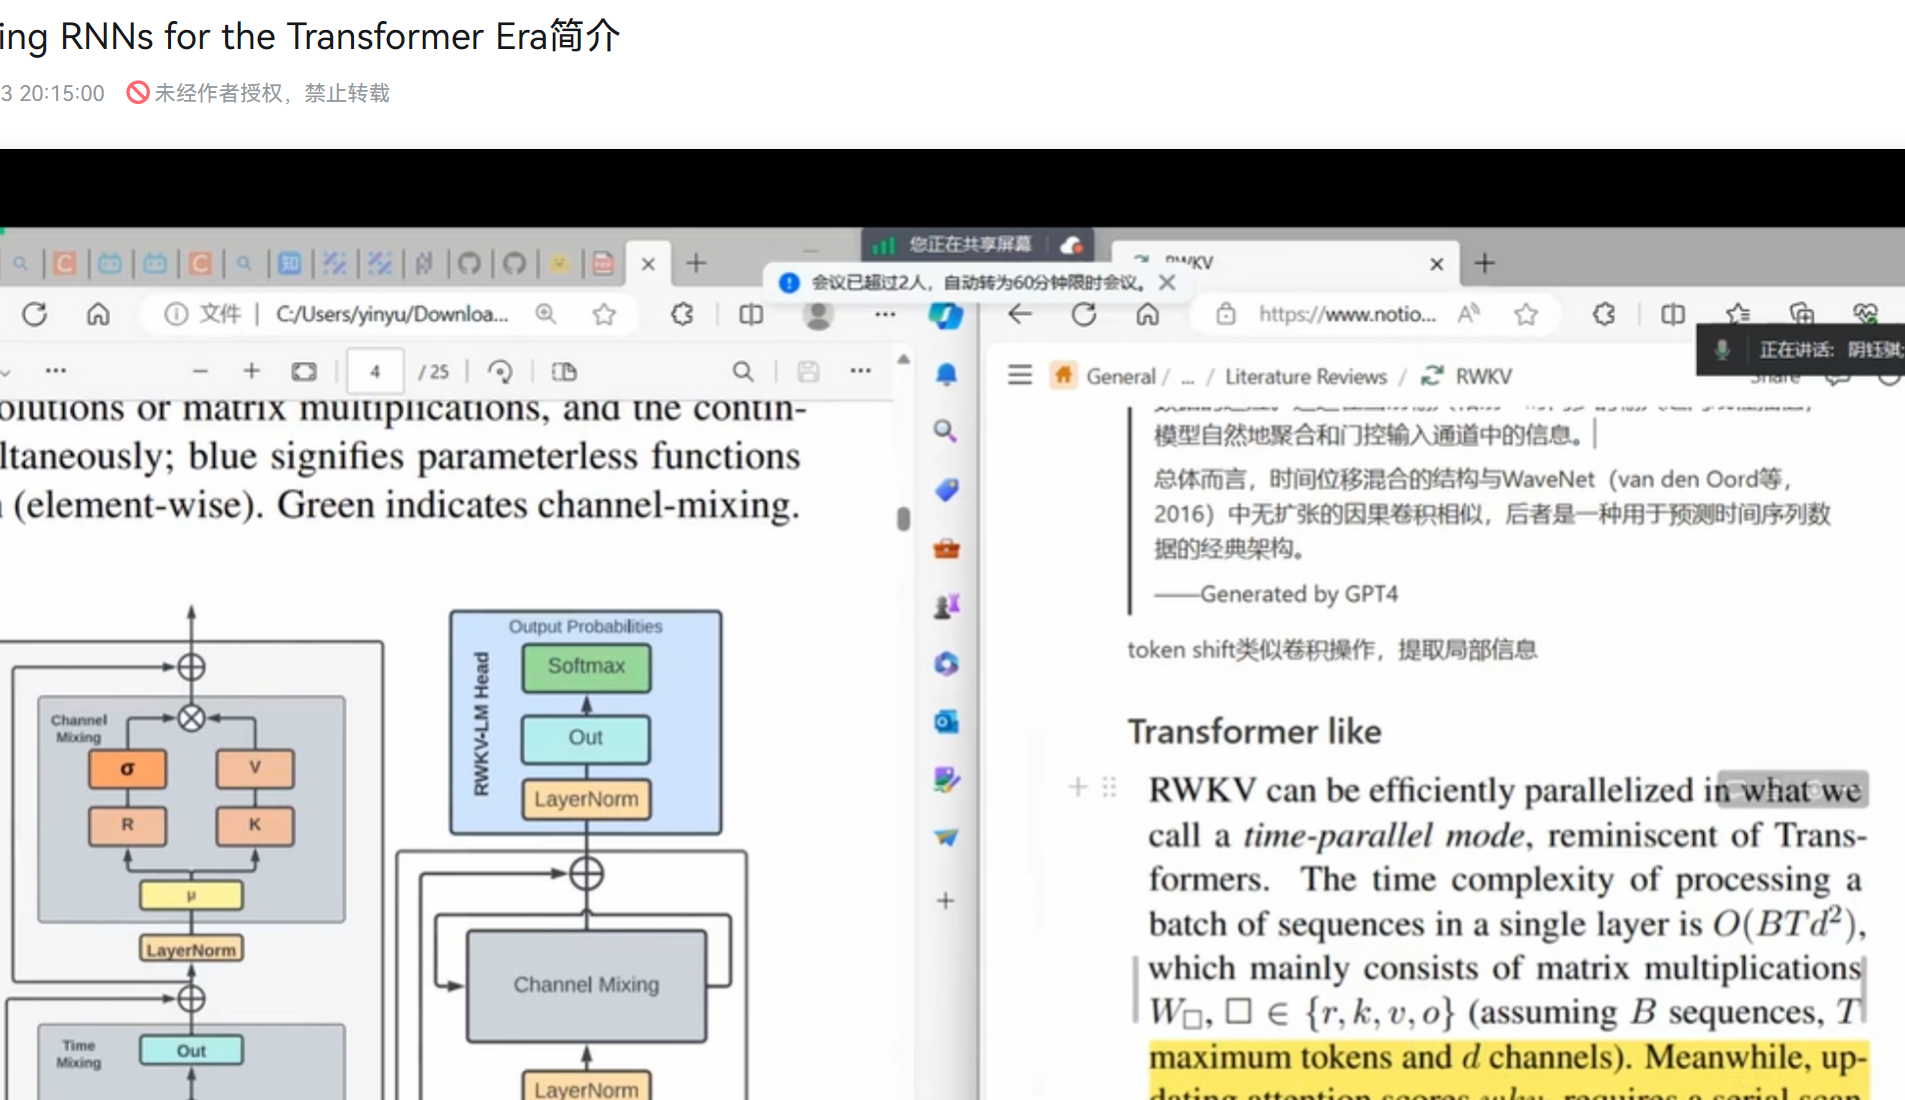 ing RNNs for the Transformer Era简介
3 20:15:00 未经作者授权，禁止转载
您正在共享屏幕
RWKV
会议已超过2人，自动转为60分钟限时会议。
文件 C:/Users/yinyu/Downloa...
https://www.notio...
正在讲话: 阴钰骐;
4 / 25
General / ... / Literature Reviews / RWKV
Share
olutions or matrix multiplications, and the contin-
ltaneously; blue signifies parameterless functions
(element-wise). Green indicates channel-mixing.
Channel
Mixing
σ
V
R
K
μ
LayerNorm
Time
Mixing
Out
Output Probabilities
RWKV-LM Head
Softmax
Out
LayerNorm
Channel Mixing
LayerNorm
模型自然地聚合和门控输入通道中的信息。
总体而言，时间位移混合的结构与WaveNet（van den Oord等，
2016）中无扩张的因果卷积相似，后者是一种用于预测时间序列数
据的经典架构。
——Generated by GPT4
token shift类似卷积操作，提取局部信息
Transformer like
RWKV can be efficiently parallelized in what we
call a time-parallel mode, reminiscent of Trans-
formers. The time complexity of processing a
batch of sequences in a single layer is O(BTd²),
which mainly consists of matrix multiplications
W□, □ ∈ {r, k, v, o} (assuming B sequences, T
maximum tokens and d channels). Meanwhile, up-
dating attention scores wkv requires a serial scan